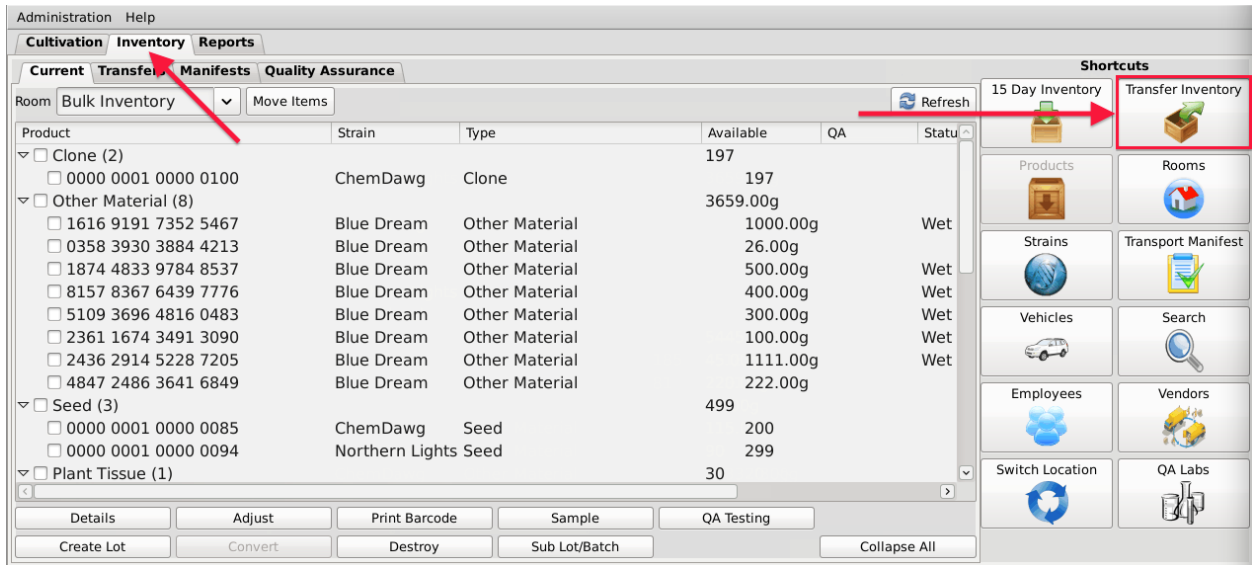 Administration Help
Cultivation Inventory Reports
Current Transfers Manifests Quality Assurance
Room Bulk Inventory Move Items Refresh
Product Strain Type Available QA Statu
Clone (2) 197
0000 0001 0000 0100 ChemDawg Clone 197
Other Material (8) 3659.00g
1616 9191 7352 5467 Blue Dream Other Material 1000.00g Wet
0358 3930 3884 4213 Blue Dream Other Material 26.00g
1874 4833 9784 8537 Blue Dream Other Material 500.00g Wet
8157 8367 6439 7776 Blue Dream Other Material 400.00g Wet
5109 3696 4816 0483 Blue Dream Other Material 300.00g Wet
2361 1674 3491 3090 Blue Dream Other Material 100.00g Wet
2436 2914 5228 7205 Blue Dream Other Material 1111.00g Wet
4847 2486 3641 6849 Blue Dream Other Material 222.00g
Seed (3) 499
0000 0001 0000 0085 ChemDawg Seed 200
0000 0001 0000 0094 Northern Lights Seed 299
Plant Tissue (1) 30
Details Adjust Print Barcode Sample QA Testing
Create Lot Convert Destroy Sub Lot/Batch Collapse All
Shortcuts
15 Day Inventory Transfer Inventory
Products Rooms
Strains Transport Manifest
Vehicles Search
Employees Vendors
Switch Location QA Labs